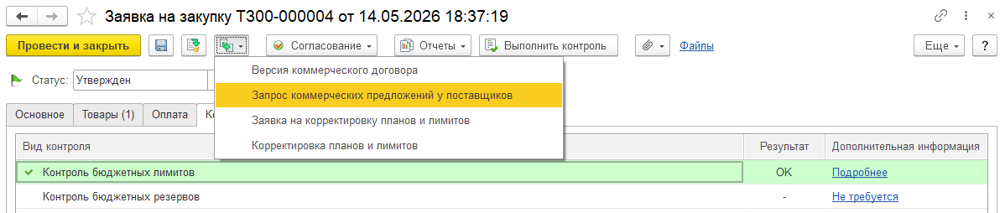 Заявка на закупку Т300-000004 от 14.05.2026 18:37:19
Провести и закрыть Согласование Отчеты Выполнить контроль Файлы Еще ?
Статус: Утвержден
Версия коммерческого договора
Запрос коммерческих предложений у поставщиков
Заявка на корректировку планов и лимитов
Корректировка планов и лимитов
Основное Товары (1) Оплата
Вид контроля Результат Дополнительная информация
Контроль бюджетных лимитов OK Подробнее
Контроль бюджетных резервов - Не требуется